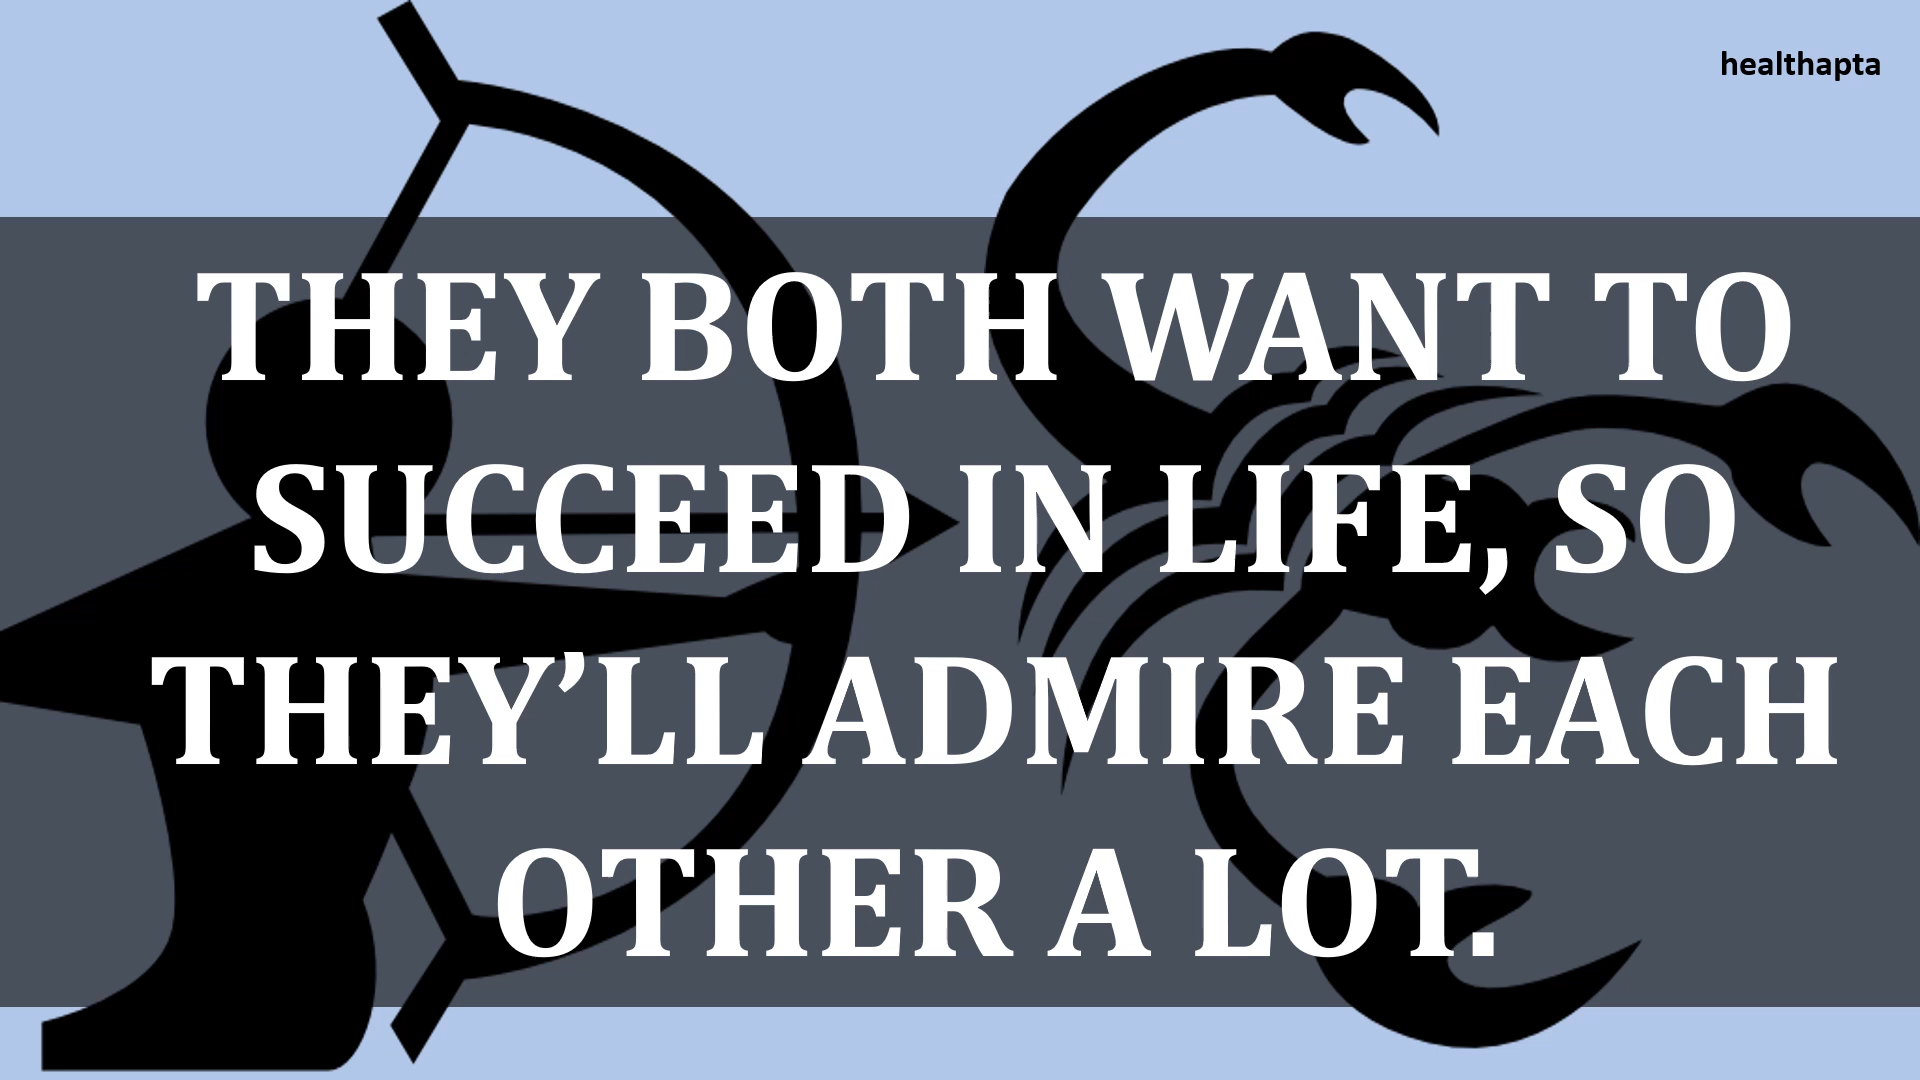 healthapta
THEY BOTH WANT TO
SUCCEED IN LIFE, SO
THEY’LL ADMIRE EACH
OTHER A LOT.